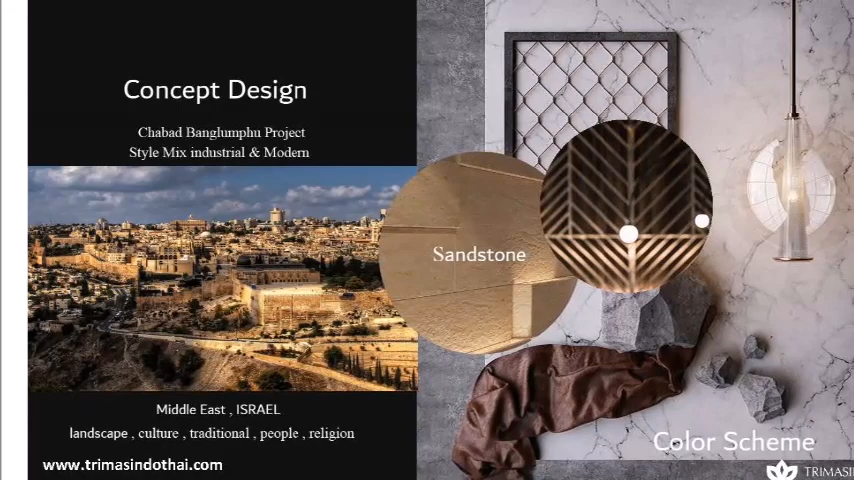 Concept Design
Chabad Banglumphu Project
Style Mix industrial & Modern
Sandstone
Middle East , ISRAEL
landscape , culture , traditional , people , religion
Color Scheme
www.trimasindothai.com